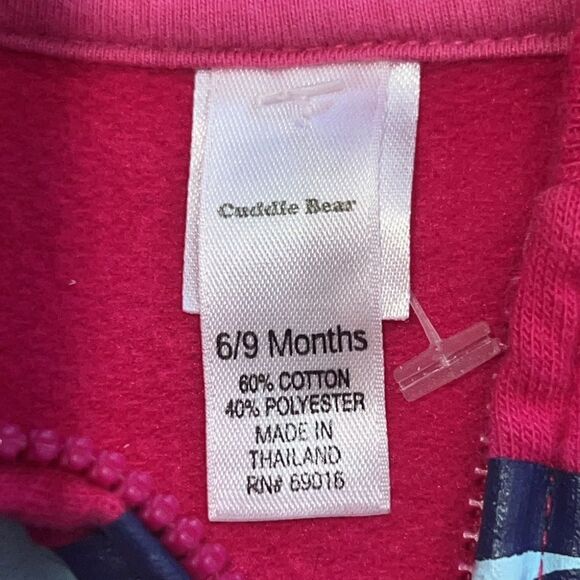 Cuddle Bear
6/9 Months
60% COTTON
40% POLYESTER
MADE IN
THAILAND
RN# 69016